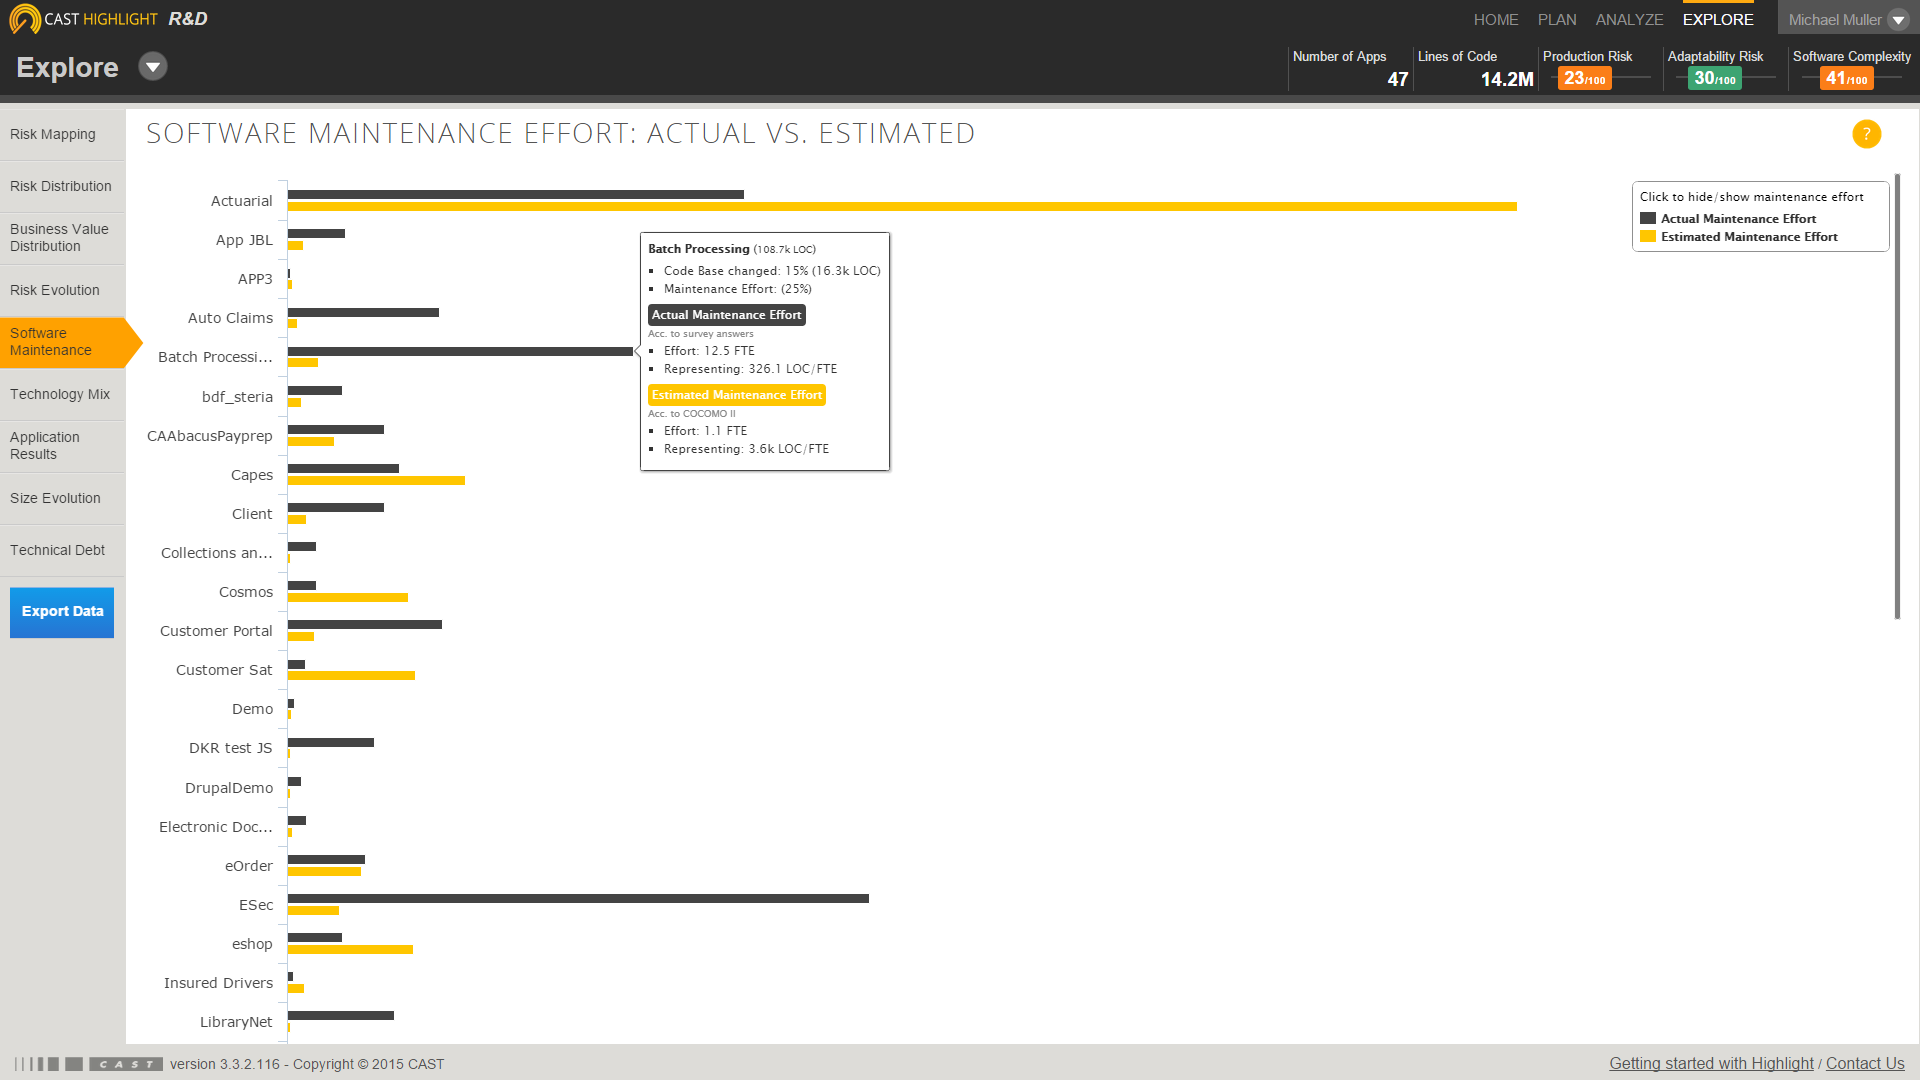 CAST HIGHLIGHT R&D
HOME PLAN ANALYZE EXPLORE Michael Muller
Explore
Number of Apps
47
Lines of Code
14.2M
Production Risk
23/100
Adaptability Risk
30/100
Software Complexity
41/100
Risk Mapping
Risk Distribution
Business Value
Distribution
Risk Evolution
Software
Maintenance
Technology Mix
Application
Results
Size Evolution
Technical Debt
Export Data
SOFTWARE MAINTENANCE EFFORT: ACTUAL VS. ESTIMATED
?
Click to hide/show maintenance effort
Actual Maintenance Effort
Estimated Maintenance Effort
Actuarial
App JBL
APP3
Auto Claims
Batch Processi...
bdf_steria
CAAbacusPayprep
Capes
Client
Collections an...
Cosmos
Customer Portal
Customer Sat
Demo
DKR test JS
DrupalDemo
Electronic Doc...
eOrder
ESec
eshop
Insured Drivers
LibraryNet
Batch Processing (108.7k LOC)
Code Base changed: 15% (16.3k LOC)
Maintenance Effort: (25%)
Actual Maintenance Effort
Acc. to survey answers
Effort: 12.5 FTE
Representing: 326.1 LOC/FTE
Estimated Maintenance Effort
Acc. to COCOMO II
Effort: 1.1 FTE
Representing: 3.6k LOC/FTE
CAST version 3.3.2.116 - Copyright © 2015 CAST
Getting started with Highlight / Contact Us